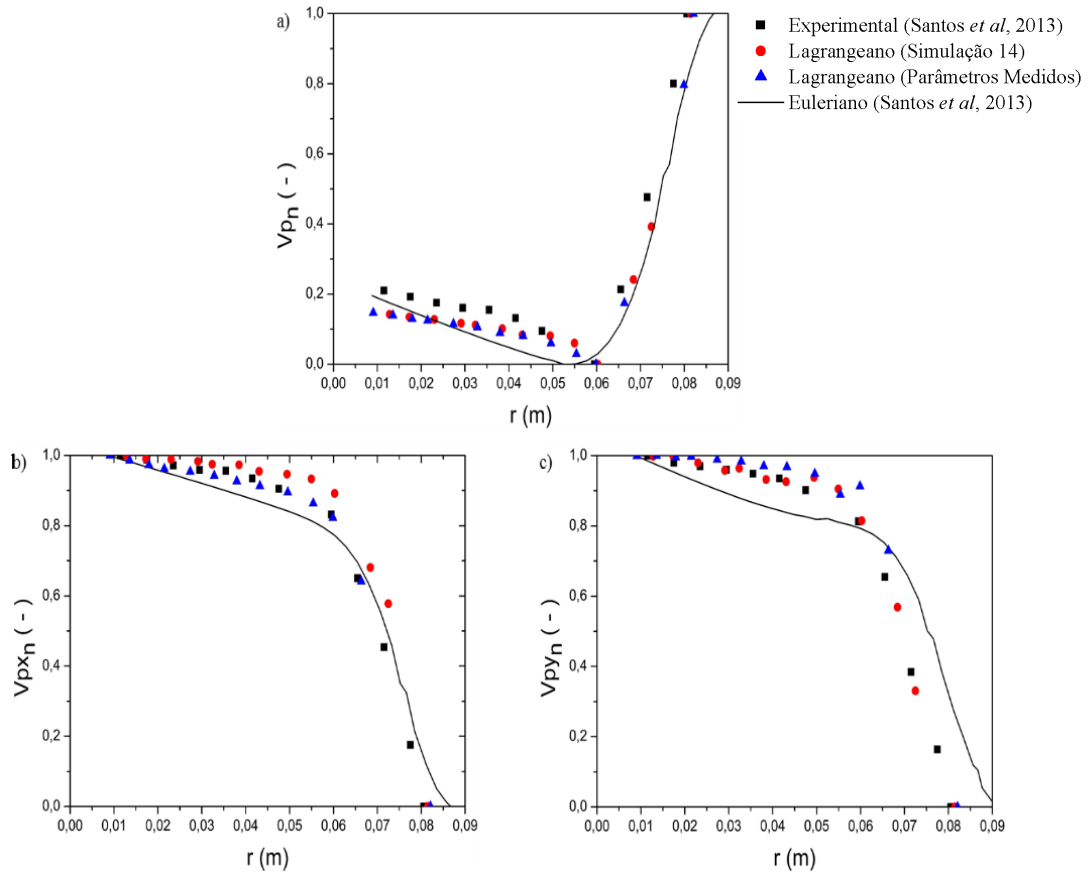 a)
Experimental (Santos et al, 2013)
Lagrangeano (Simulação 14)
Lagrangeano (Parâmetros Medidos)
Euleriano (Santos et al, 2013)
1,0
0,8
0,6
0,4
0,2
0,0
Vpn ( - )
0,00 0,01 0,02 0,03 0,04 0,05 0,06 0,07 0,08 0,09
r (m)
b)
1,0
0,8
0,6
0,4
0,2
0,0
Vpxn ( - )
0,00 0,01 0,02 0,03 0,04 0,05 0,06 0,07 0,08 0,09
r (m)
c)
1,0
0,8
0,6
0,4
0,2
0,0
Vpyn ( - )
0,00 0,01 0,02 0,03 0,04 0,05 0,06 0,07 0,08 0,09
r (m)